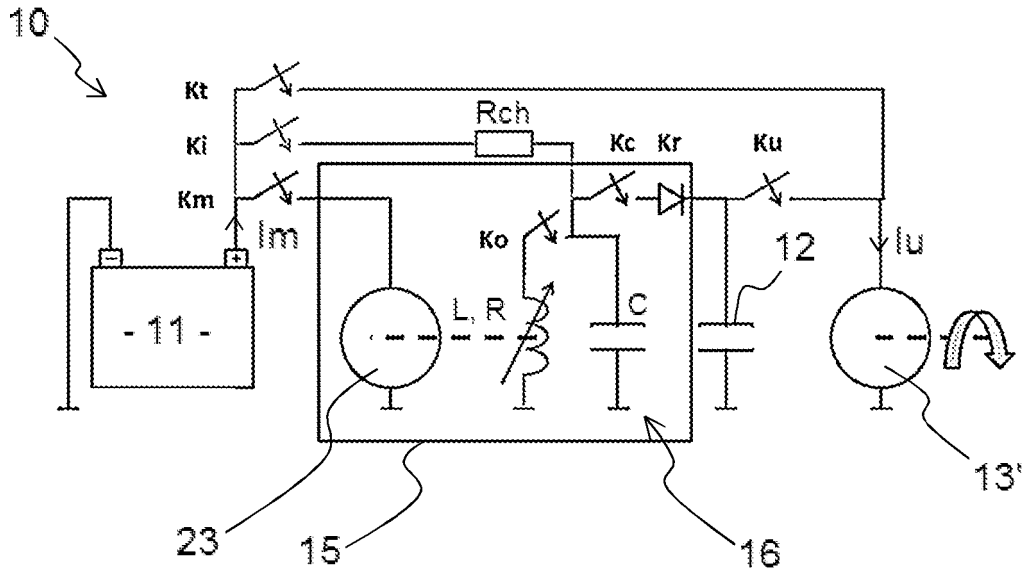 10
Kt
Rch
Ki
Kc Kr Ku
Km
Im
Ko
Iu
12
- +
- 11 -
L, R
C
13'
23
15
16